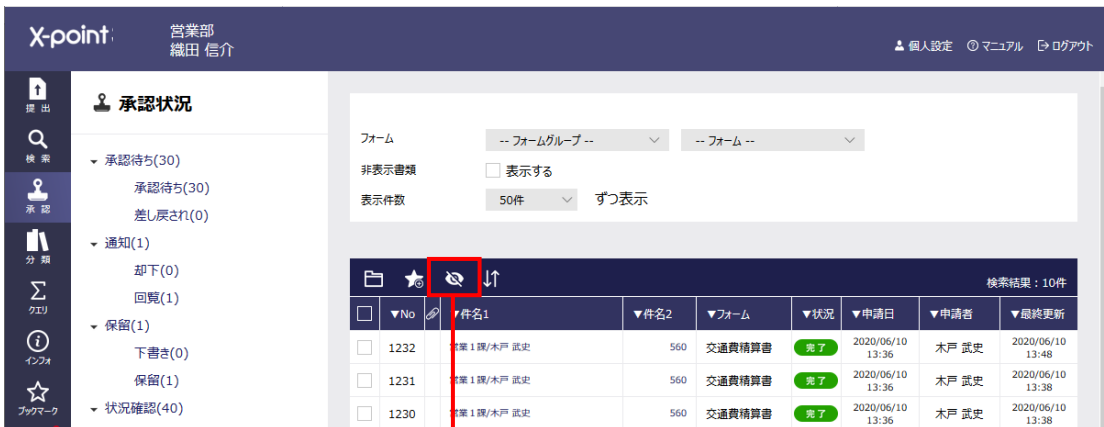 X-point
営業部
織田 信介
個人設定 マニュアル ログアウト
提 出
検 索
承 認
分 類
クエリ
インフォ
ブックマーク
承認状況
承認待ち(30)
承認待ち(30)
差し戻され(0)
通知(1)
却下(0)
回覧(1)
保留(1)
下書き(0)
保留(1)
状況確認(40)
フォーム -- フォームグループ -- -- フォーム --
非表示書類 表示する
表示件数 50件 ずつ表示
検索結果：10件
▼No ▼件名1 ▼件名2 ▼フォーム ▼状況 ▼申請日 ▼申請者 ▼最終更新
1232 営業１課/木戸 武史 560 交通費精算書 完了 2020/06/10 13:36 木戸 武史 2020/06/10 13:48
1231 営業１課/木戸 武史 560 交通費精算書 完了 2020/06/10 13:36 木戸 武史 2020/06/10 13:38
1230 営業１課/木戸 武史 560 交通費精算書 完了 2020/06/10 13:36 木戸 武史 2020/06/10 13:38